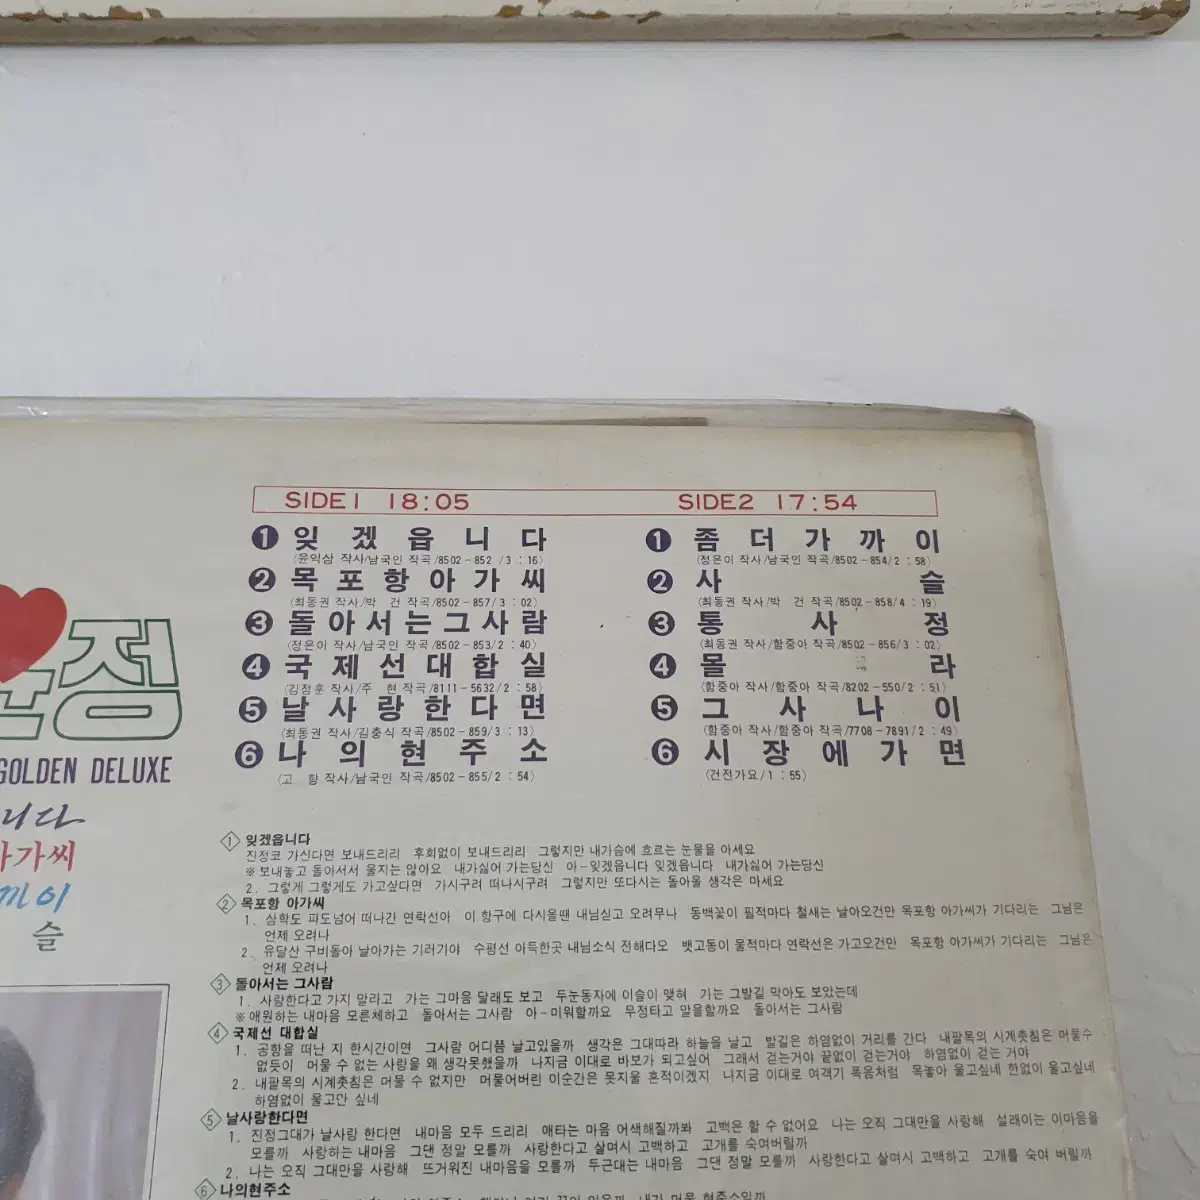 SIDE1 18:05
❶ 잊겠읍니다
(윤익삼 작사/남국인 작곡/8502-852/3:16)
❷ 목포항아가씨
(최동권 작사/박 건 작곡/8502-857/3:02)
❸ 돌아서는그사람
(정은이 작사/남국인 작곡/8502-853/2:40)
❹ 국제선대합실
(김정훈 작사/주 현 작곡/8111-5632/2:58)
❺ 날사랑한다면
(최동권 작사/김충식 작곡/8502-859/3:13)
❻ 나의현주소
(고 향 작사/남국인 작곡/8502-855/2:54)
SIDE2 17:54
❶ 좀더가까이
(정은이 작사/남국인 작곡/8502-854/2:58)
❷ 사슬
(최동권 작사/박 건 작곡/8502-858/4:19)
❸ 통사정
(최동권 작사/함중아 작곡/8502-856/3:02)
❹ 몰라
(함중아 작사/함중아 작곡/8202-550/2:51)
❺ 그사나이
(함중아 작사/함중아 작곡/7708-7891/2:49)
❻ 시장에가면
(건전가요/1:55)
정
GOLDEN DELUXE
니다
아가씨
까이
슬
1 잊겠읍니다
진정코 가신다면 보내드리리 후회없이 보내드리리 그렇지만 내가슴에 흐르는 눈물을 아세요
※보내놓고 돌아서서 울지는 않아요 내가싫어 가는당신 아-잊겠읍니다 잊겠읍니다 내가싫어 가는당신
2. 그렇게 그렇게도 가고싶다면 가시구려 떠나시구려 그렇지만 또다시는 돌아올 생각은 마세요
2 목포항 아가씨
1. 삼학도 파도넘어 떠나간 연락선아 이 항구에 다시올땐 내님싣고 오려무나 동백꽃이 필적마다 철새는 날아오건만 목포항 아가씨가 기다리는 그님은
언제 오려나
2. 유달산 구비돌아 날아가는 기러기야 수평선 아득한곳 내님소식 전해다오 뱃고동이 울적마다 연락선은 가고오건만 목포항 아가씨가 기다리는 그님은
언제 오려나
3 돌아서는 그사람
1. 사랑한다고 가지 말라고 가는 그마음 달래도 보고 두눈동자에 이슬이 맺혀 가는 그발길 막아도 보았는데
※애원하는 내마음 모른체하고 돌아서는 그사람 아-미워할까요 무정타고 말을할까요 돌아서는 그사람
4 국제선 대합실
1. 공항을 떠난 지 한시간이면 그사람 어디쯤 날고있을까 생각은 그대따라 하늘을 날고 발길은 하염없이 거리를 간다 내팔목의 시계촛침은 머물수
없듯이 머물 수 없는 사랑을 왜 생각못했을까 나지금 이대로 바보가 되고싶어 그래서 걷는거야 끝없이 걷는거야 하염없이 걷는 거야
2. 내팔목의 시계촛침은 머물 수 없지만 머물어버린 이순간은 못지울 흔적이겠지 나지금 이대로 여객기 폭음처럼 목놓아 울고싶네 한없이 울고싶네
하염없이 울고만 싶네
5 날사랑한다면
1. 진정그대가 날사랑 한다면 내마음 모두 드리리 애타는 마음 어색해질까봐 고백은 할 수 없어요 나는 오직 그대만을 사랑해 설레이는 이마음을
모를까 사랑하는 내마음 그댄 정말 모를까 사랑한다고 살며시 고백하고 고개를 숙여버릴까
2. 나는 오직 그대만을 사랑해 뜨거워진 내마음을 모를까 두근대는 내마음 그댄 정말 모를까 사랑한다고 살며시 고백하고 고개를 숙여 버릴까
6 나의현주소